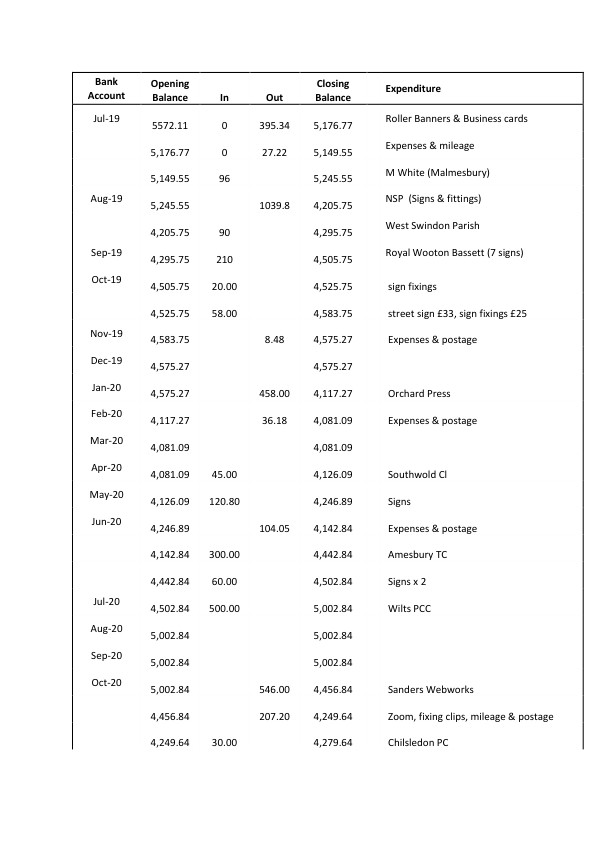 Bank Account Opening Balance In Out Closing Balance Expenditure
Jul-19 5572.11 0 395.34 5,176.77 Roller Banners & Business cards
5,176.77 0 27.22 5,149.55 Expenses & mileage
5,149.55 96 5,245.55 M White (Malmesbury)
Aug-19 5,245.55 1039.8 4,205.75 NSP (Signs & fittings)
4,205.75 90 4,295.75 West Swindon Parish
Sep-19 4,295.75 210 4,505.75 Royal Wooton Bassett (7 signs)
Oct-19 4,505.75 20.00 4,525.75 sign fixings
4,525.75 58.00 4,583.75 street sign £33, sign fixings £25
Nov-19 4,583.75 8.48 4,575.27 Expenses & postage
Dec-19 4,575.27 4,575.27
Jan-20 4,575.27 458.00 4,117.27 Orchard Press
Feb-20 4,117.27 36.18 4,081.09 Expenses & postage
Mar-20 4,081.09 4,081.09
Apr-20 4,081.09 45.00 4,126.09 Southwold Cl
May-20 4,126.09 120.80 4,246.89 Signs
Jun-20 4,246.89 104.05 4,142.84 Expenses & postage
4,142.84 300.00 4,442.84 Amesbury TC
4,442.84 60.00 4,502.84 Signs x 2
Jul-20 4,502.84 500.00 5,002.84 Wilts PCC
Aug-20 5,002.84 5,002.84
Sep-20 5,002.84 5,002.84
Oct-20 5,002.84 546.00 4,456.84 Sanders Webworks
4,456.84 207.20 4,249.64 Zoom, fixing clips, mileage & postage
4,249.64 30.00 4,279.64 Chilsledon PC